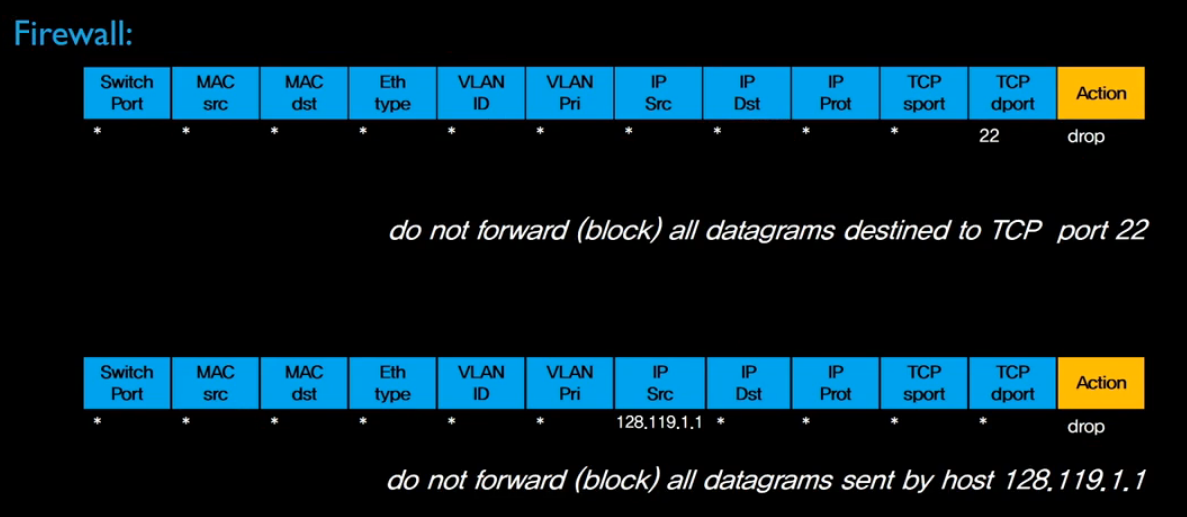 Firewall:
Switch Port MAC src MAC dst Eth type VLAN ID VLAN Pri IP Src IP Dst IP Prot TCP sport TCP dport Action
* * * * * * * * * * 22 drop
do not forward (block) all datagrams destined to TCP port 22
Switch Port MAC src MAC dst Eth type VLAN ID VLAN Pri IP Src IP Dst IP Prot TCP sport TCP dport Action
* * * * * * 128.119.1.1 * * * * drop
do not forward (block) all datagrams sent by host 128.119.1.1